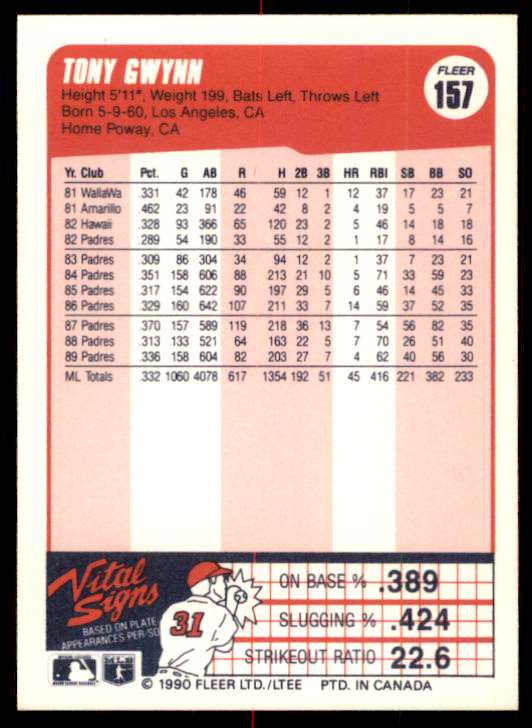 TONY GWYNN
Height 5'11", Weight 199, Bats Left, Throws Left
Born 5-9-60, Los Angeles, CA
Home Poway, CA
FLEER
157
Yr. Club Pct. G AB R H 2B 3B HR RBI SB BB SO
81 WallaWa .331 42 178 46 59 12 1 12 37 17 23 21
81 Amarillo .462 23 91 22 42 8 2 4 19 5 5 7
82 Hawaii .328 93 366 65 120 23 2 5 46 14 18 18
82 Padres .289 54 190 33 55 12 2 1 17 8 14 16
83 Padres .309 86 304 34 94 12 2 1 37 7 23 21
84 Padres .351 158 606 88 213 21 10 5 71 33 59 23
85 Padres .317 154 622 90 197 29 5 6 46 14 45 33
86 Padres .329 160 642 107 211 33 7 14 59 37 52 35
87 Padres .370 157 589 119 218 36 13 7 54 56 82 35
88 Padres .313 133 521 64 163 22 5 7 70 26 51 40
89 Padres .336 158 604 82 203 27 7 4 62 40 56 30
ML Totals .332 1060 4078 617 1354 192 51 45 416 221 382 233
Vital
Signs
BASED ON PLATE
APPEARANCES PER/SO
31
ON BASE % .389
SLUGGING % .424
STRIKEOUT RATIO 22.6
© 1990 FLEER LTD./LTEE PTD. IN CANADA